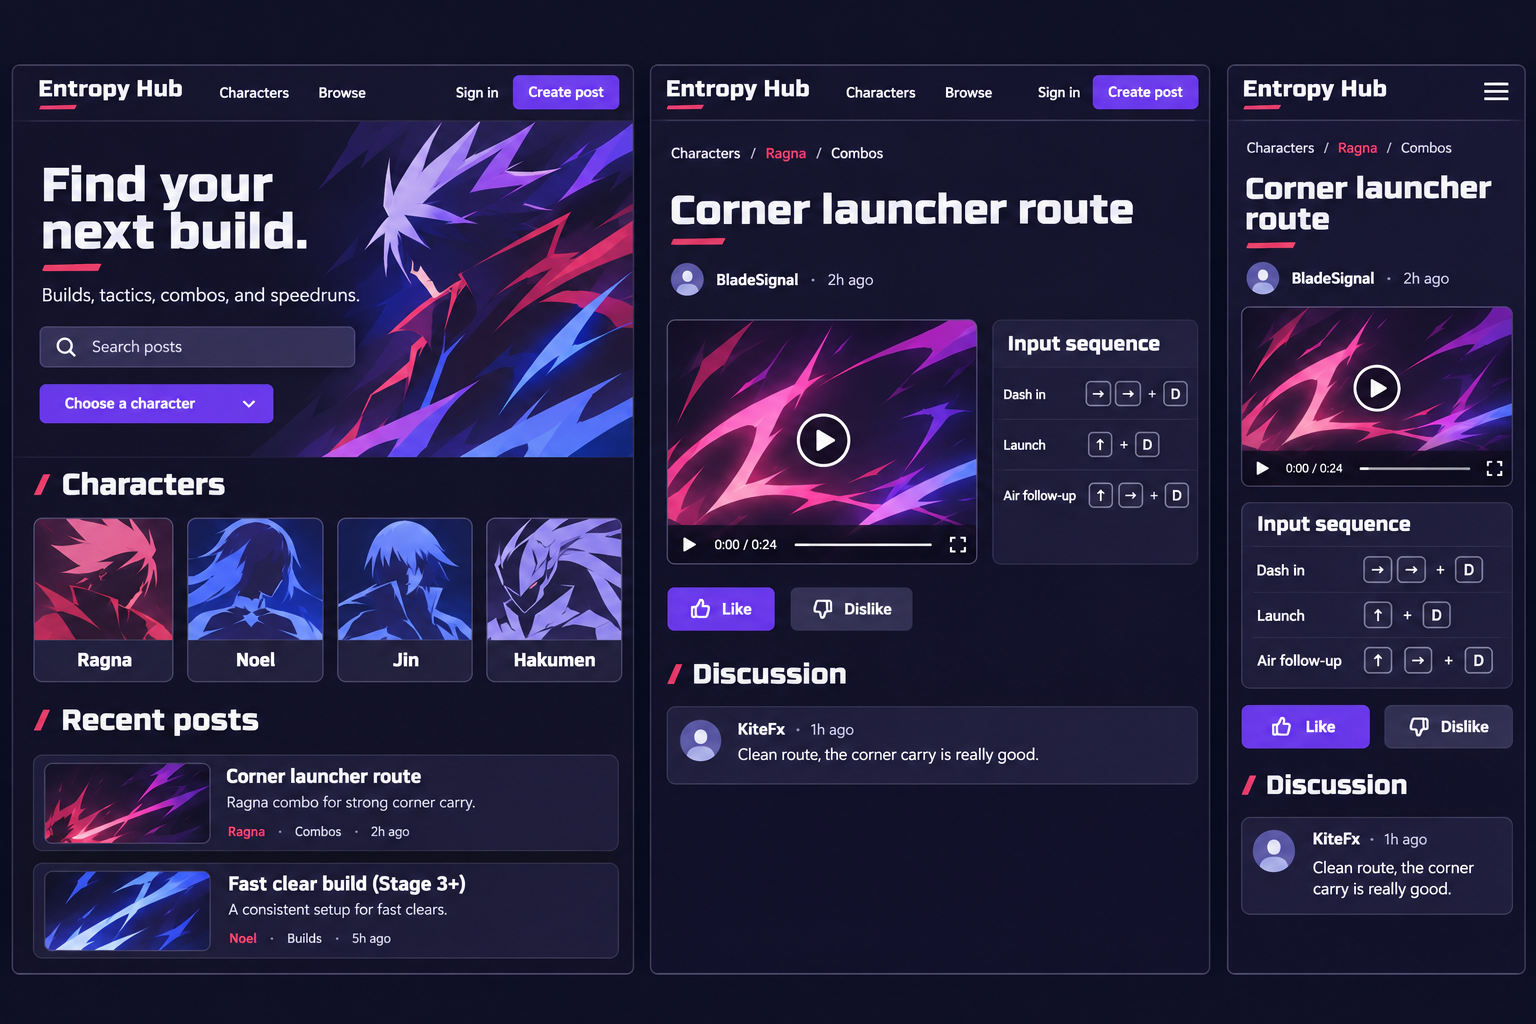 Entropy Hub
Characters
Browse
Sign in
Create post
Find your
next build.
Builds, tactics, combos, and speedruns.
Search posts
Choose a character
Characters
Ragna
Noel
Jin
Hakumen
Recent posts
Corner launcher route
Ragna combo for strong corner carry.
Ragna • Combos • 2h ago
Fast clear build (Stage 3+)
A consistent setup for fast clears.
Noel • Builds • 5h ago
Entropy Hub
Characters
Browse
Sign in
Create post
Characters / Ragna / Combos
Corner launcher route
BladeSignal • 2h ago
0:00 / 0:24
Input sequence
Dash in → → + D
Launch ↑ + D
Air follow-up ↑ → + D
Like
Dislike
Discussion
KiteFx • 1h ago
Clean route, the corner carry is really good.
Entropy Hub
Characters / Ragna / Combos
Corner launcher
route
BladeSignal • 2h ago
0:00 / 0:24
Input sequence
Dash in → → + D
Launch ↑ + D
Air follow-up ↑ → + D
Like
Dislike
Discussion
KiteFx • 1h ago
Clean route, the corner
carry is really good.